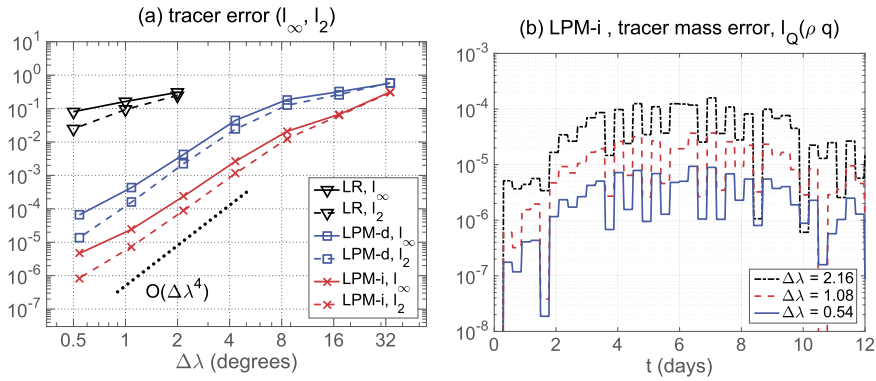 (a) tracer error (l∞, l2)
10^1
10^0
10^-1
10^-2
10^-3
10^-4
10^-5
10^-6
10^-7
0.5 1 2 4 8 16 32
Δλ (degrees)
O(Δλ^4)
LR, l∞
LR, l2
LPM-d, l∞
LPM-d, l2
LPM-i, l∞
LPM-i, l2
(b) LPM-i , tracer mass error, lQ(ρ q)
10^-3
10^-4
10^-5
10^-6
10^-7
10^-8
0 2 4 6 8 10 12
t (days)
Δλ = 2.16
Δλ = 1.08
Δλ = 0.54